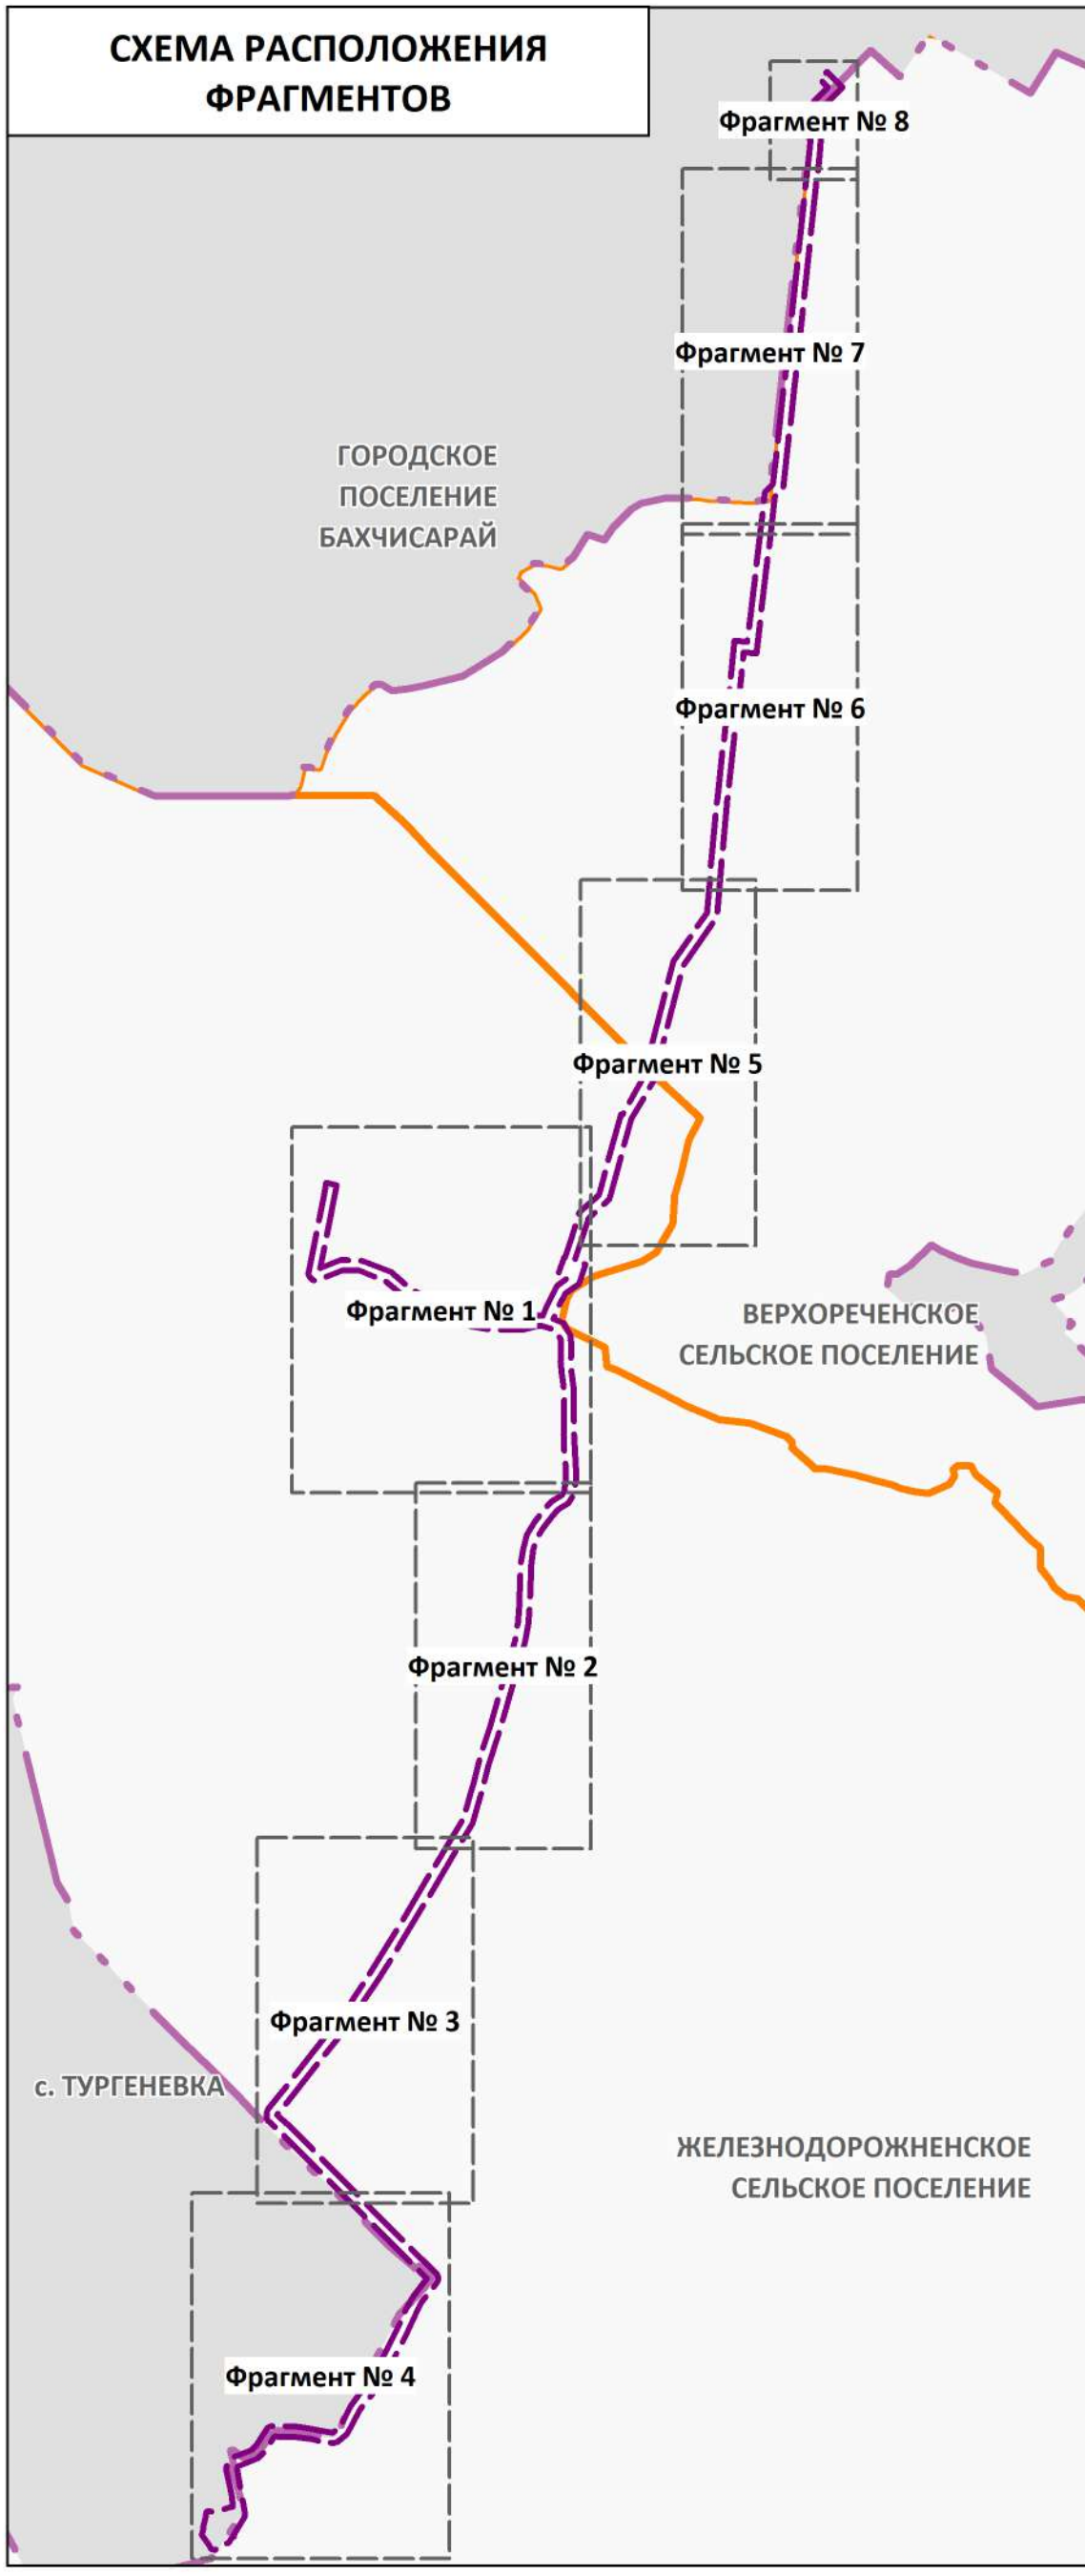 СХЕМА РАСПОЛОЖЕНИЯ
ФРАГМЕНТОВ
Фрагмент № 8
Фрагмент № 7
ГОРОДСКОЕ
ПОСЕЛЕНИЕ
БАХЧИСАРАЙ
Фрагмент № 6
Фрагмент № 5
Фрагмент № 1
ВЕРХОРЕЧЕНСКОЕ
СЕЛЬСКОЕ ПОСЕЛЕНИЕ
Фрагмент № 2
Фрагмент № 3
с. ТУРГЕНЕВКА
ЖЕЛЕЗНОДОРОЖНЕНСКОЕ
СЕЛЬСКОЕ ПОСЕЛЕНИЕ
Фрагмент № 4